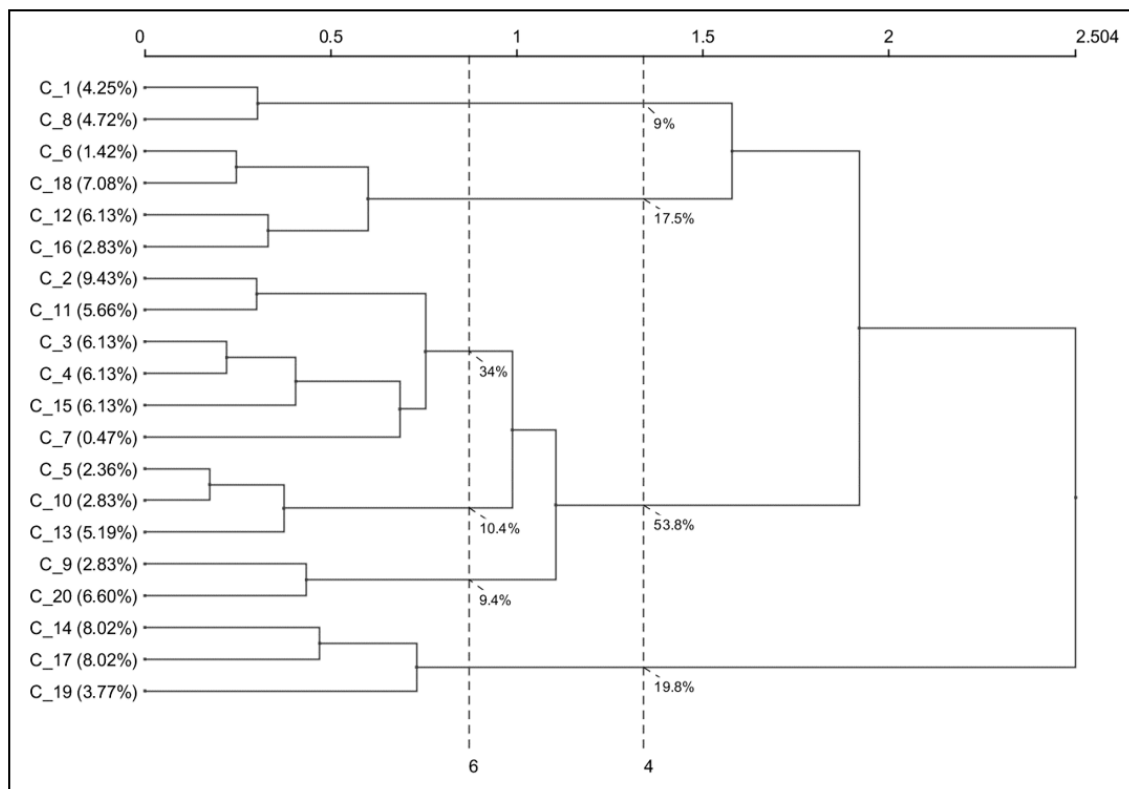 0 0.5 1 1.5 2 2.504
C_1 (4.25%)
9%
C_8 (4.72%)
C_6 (1.42%)
C_18 (7.08%)
17.5%
C_12 (6.13%)
C_16 (2.83%)
C_2 (9.43%)
C_11 (5.66%)
C_3 (6.13%)
34%
C_4 (6.13%)
C_15 (6.13%)
C_7 (0.47%)
C_5 (2.36%)
C_10 (2.83%)
10.4% 53.8%
C_13 (5.19%)
C_9 (2.83%)
C_20 (6.60%)
9.4%
C_14 (8.02%)
C_17 (8.02%)
19.8%
C_19 (3.77%)
6 4